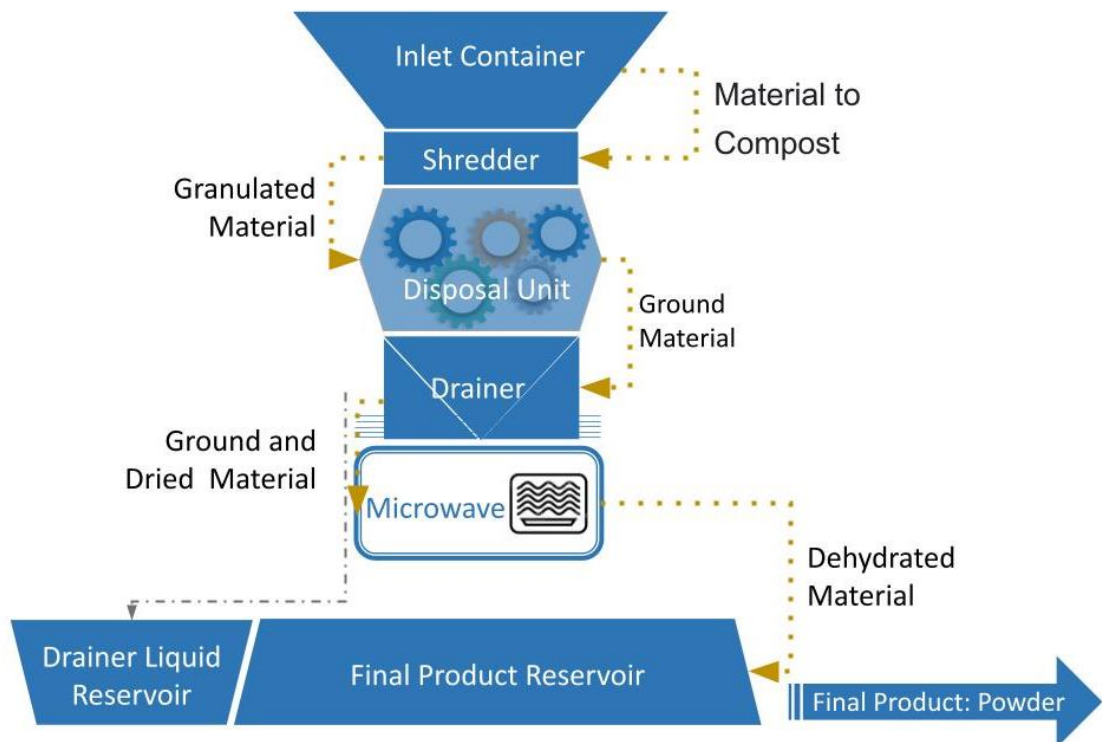 Inlet Container
Material to
Compost
Shredder
Granulated
Material
Disposal Unit
Ground
Material
Drainer
Ground and
Dried Material
Microwave
Dehydrated
Material
Drainer Liquid
Reservoir
Final Product Reservoir
Final Product: Powder